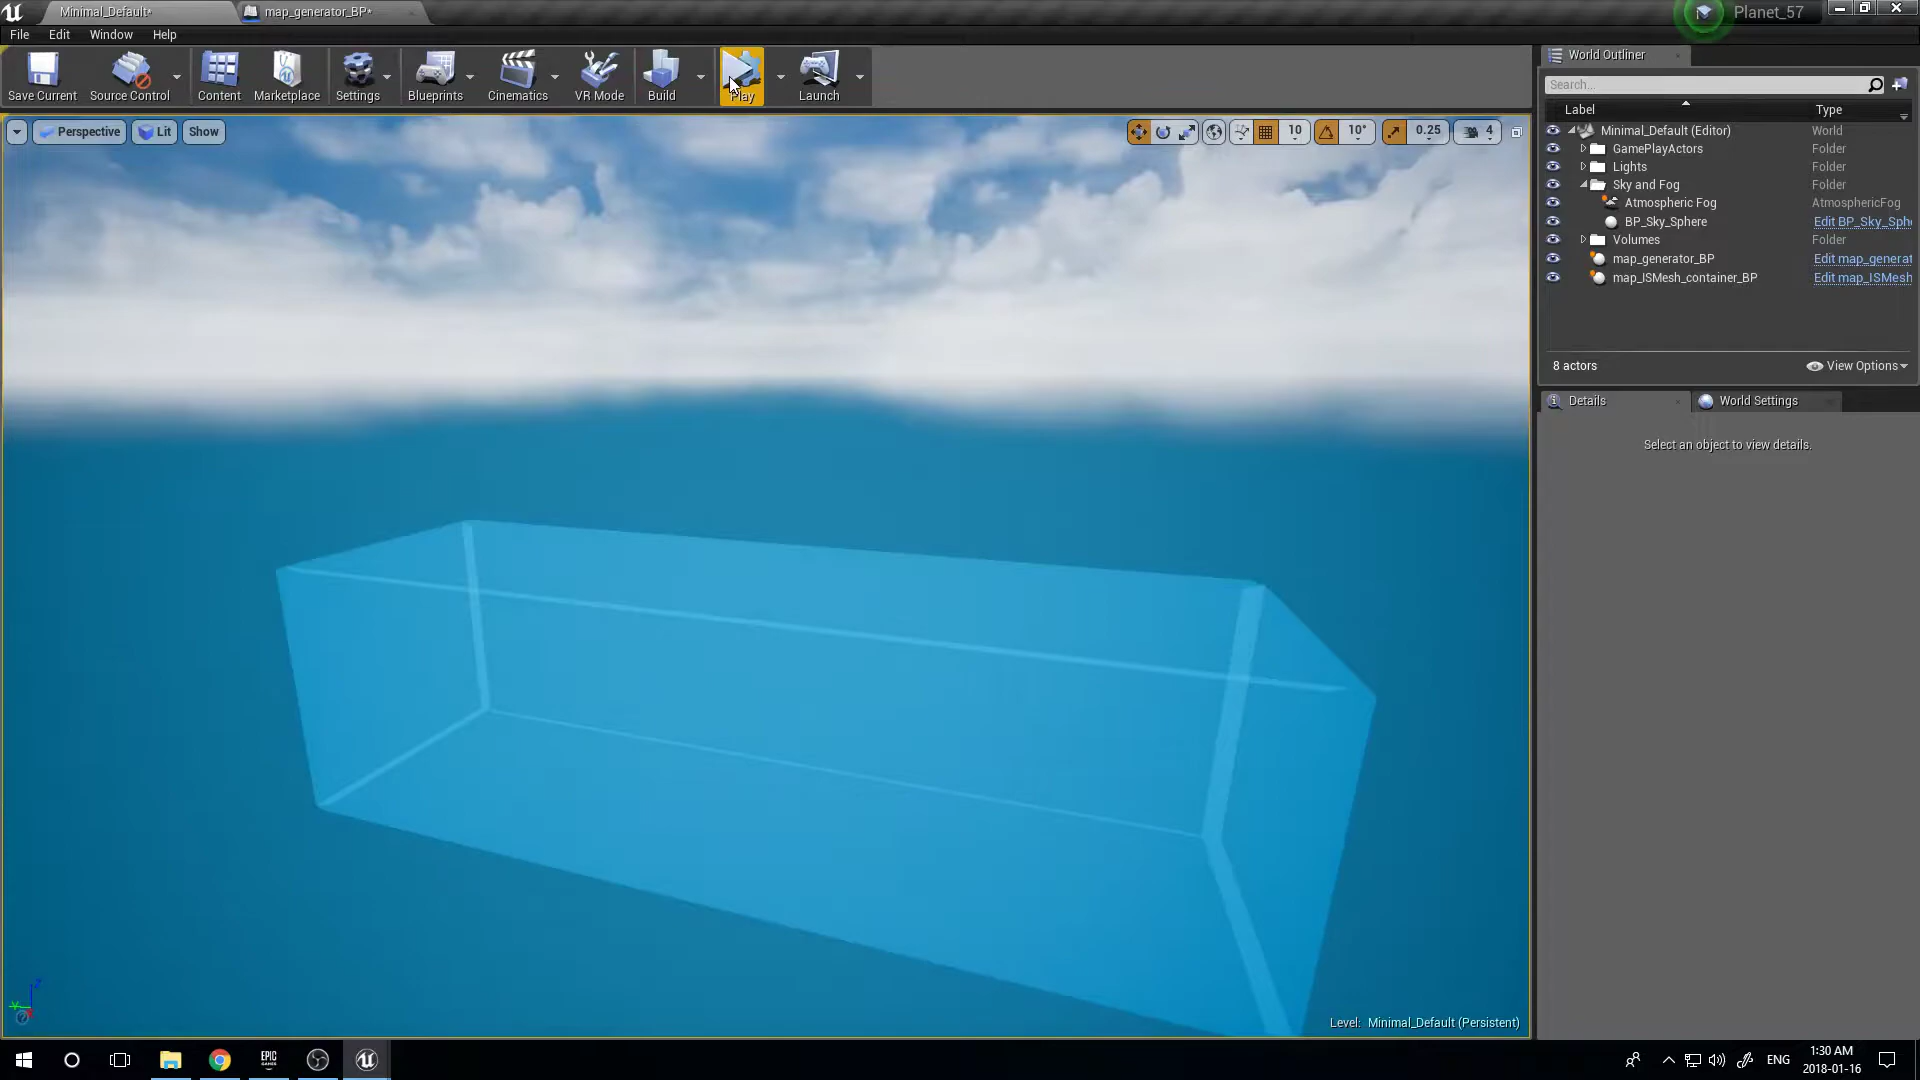 Minimal_Default*
map_generator_BP*
Planet_57
File Edit Window Help
Save Current
Source Control
Content
Marketplace
Settings
Blueprints
Cinematics
VR Mode
Build
Play
Launch
Perspective
Lit
Show
10
10°
0.25
4
World Outliner
Search...
Label Type
Minimal_Default (Editor) World
GamePlayActors Folder
Lights Folder
Sky and Fog Folder
Atmospheric Fog AtmosphericFog
BP_Sky_Sphere Edit BP_Sky_Sph
Volumes Folder
map_generator_BP Edit map_generat
map_ISMesh_container_BP Edit map_ISMesh
8 actors
View Options
Details
World Settings
Select an object to view details.
Level: Minimal_Default (Persistent)
EPIC
GAMES
ENG
1:30 AM
2018-01-16